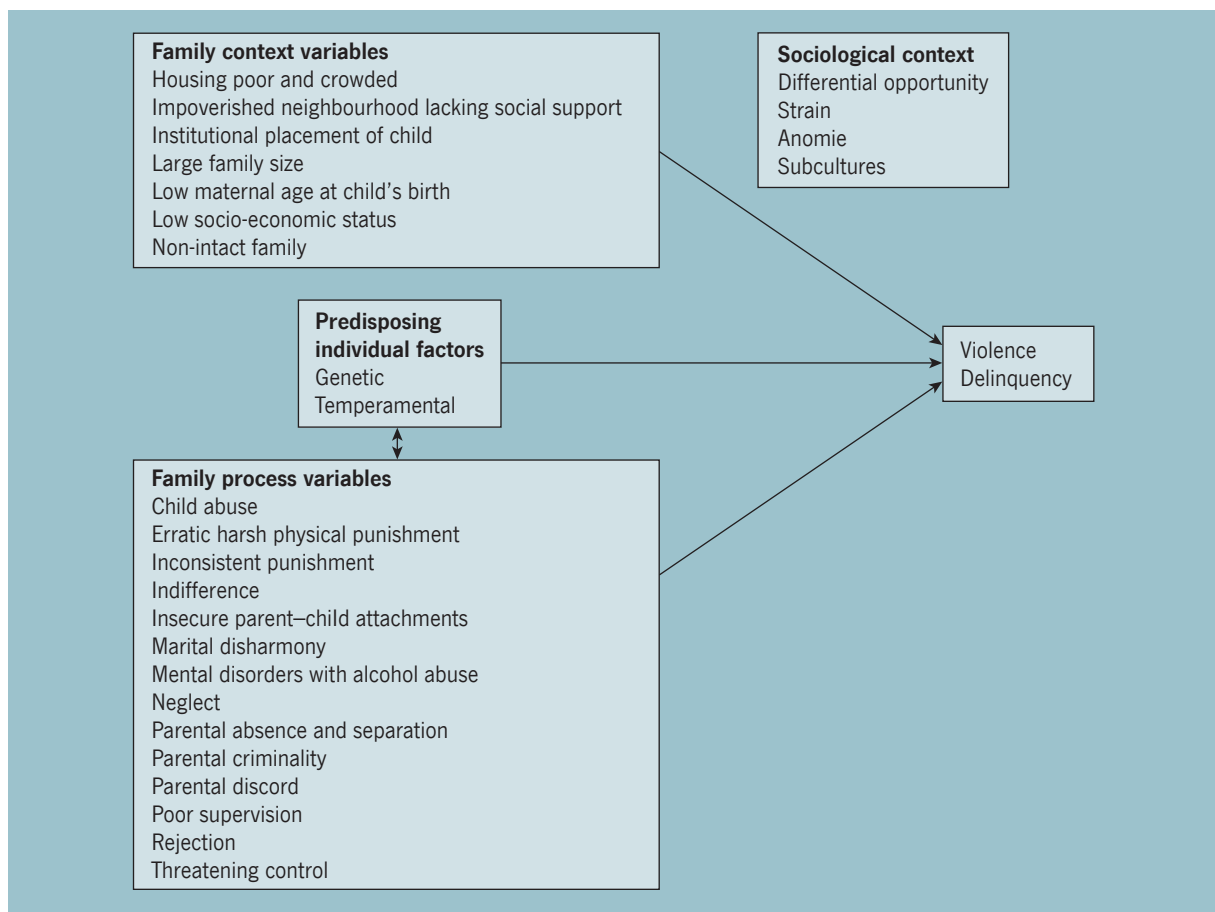 Family context variables
Housing poor and crowded
Impoverished neighbourhood lacking social support
Institutional placement of child
Large family size
Low maternal age at child’s birth
Low socio-economic status
Non-intact family
Sociological context
Differential opportunity
Strain
Anomie
Subcultures
Predisposing
individual factors
Genetic
Temperamental
Violence
Delinquency
Family process variables
Child abuse
Erratic harsh physical punishment
Inconsistent punishment
Indifference
Insecure parent–child attachments
Marital disharmony
Mental disorders with alcohol abuse
Neglect
Parental absence and separation
Parental criminality
Parental discord
Poor supervision
Rejection
Threatening control